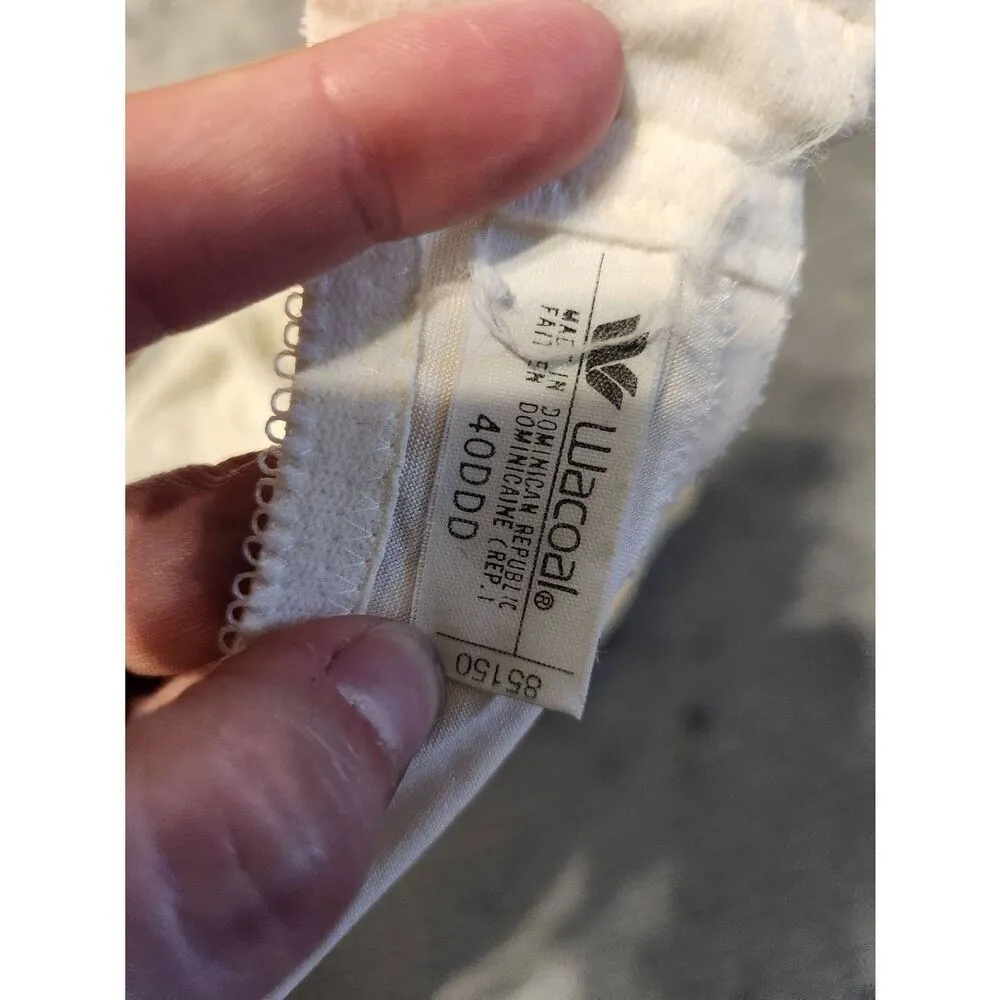 Wacoal®
MADE IN DOMINICAN REPUBLIC
FAIT EN DOMINICAINE (REP.)
40DDD
85150